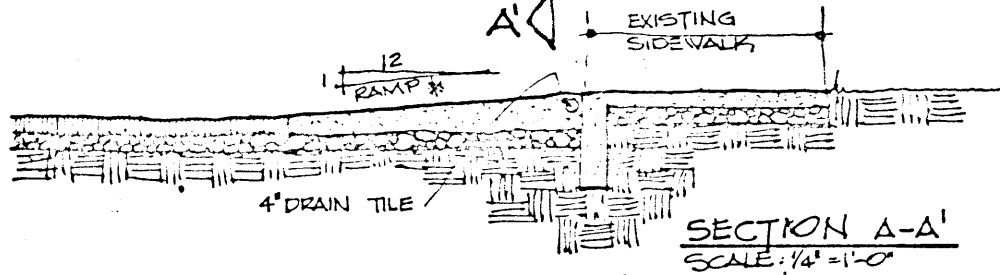 A'
EXISTING
SIDEWALK
12
1
RAMP *
4" DRAIN TILE
SECTION A-A'
SCALE: 1/4" = 1'-0"